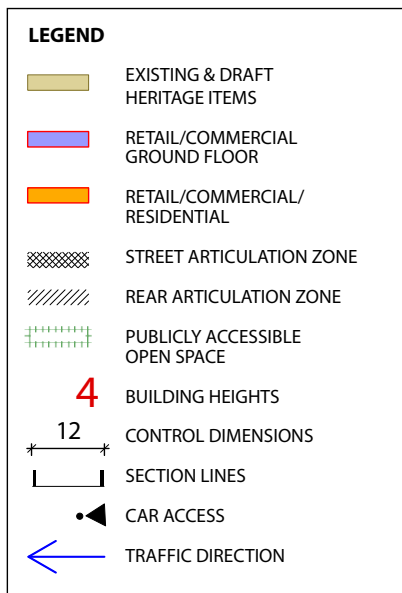 LEGEND
EXISTING & DRAFT
HERITAGE ITEMS
RETAIL/COMMERCIAL
GROUND FLOOR
RETAIL/COMMERCIAL/
RESIDENTIAL
STREET ARTICULATION ZONE
REAR ARTICULATION ZONE
PUBLICLY ACCESSIBLE
OPEN SPACE
4 BUILDING HEIGHTS
12 CONTROL DIMENSIONS
SECTION LINES
CAR ACCESS
TRAFFIC DIRECTION